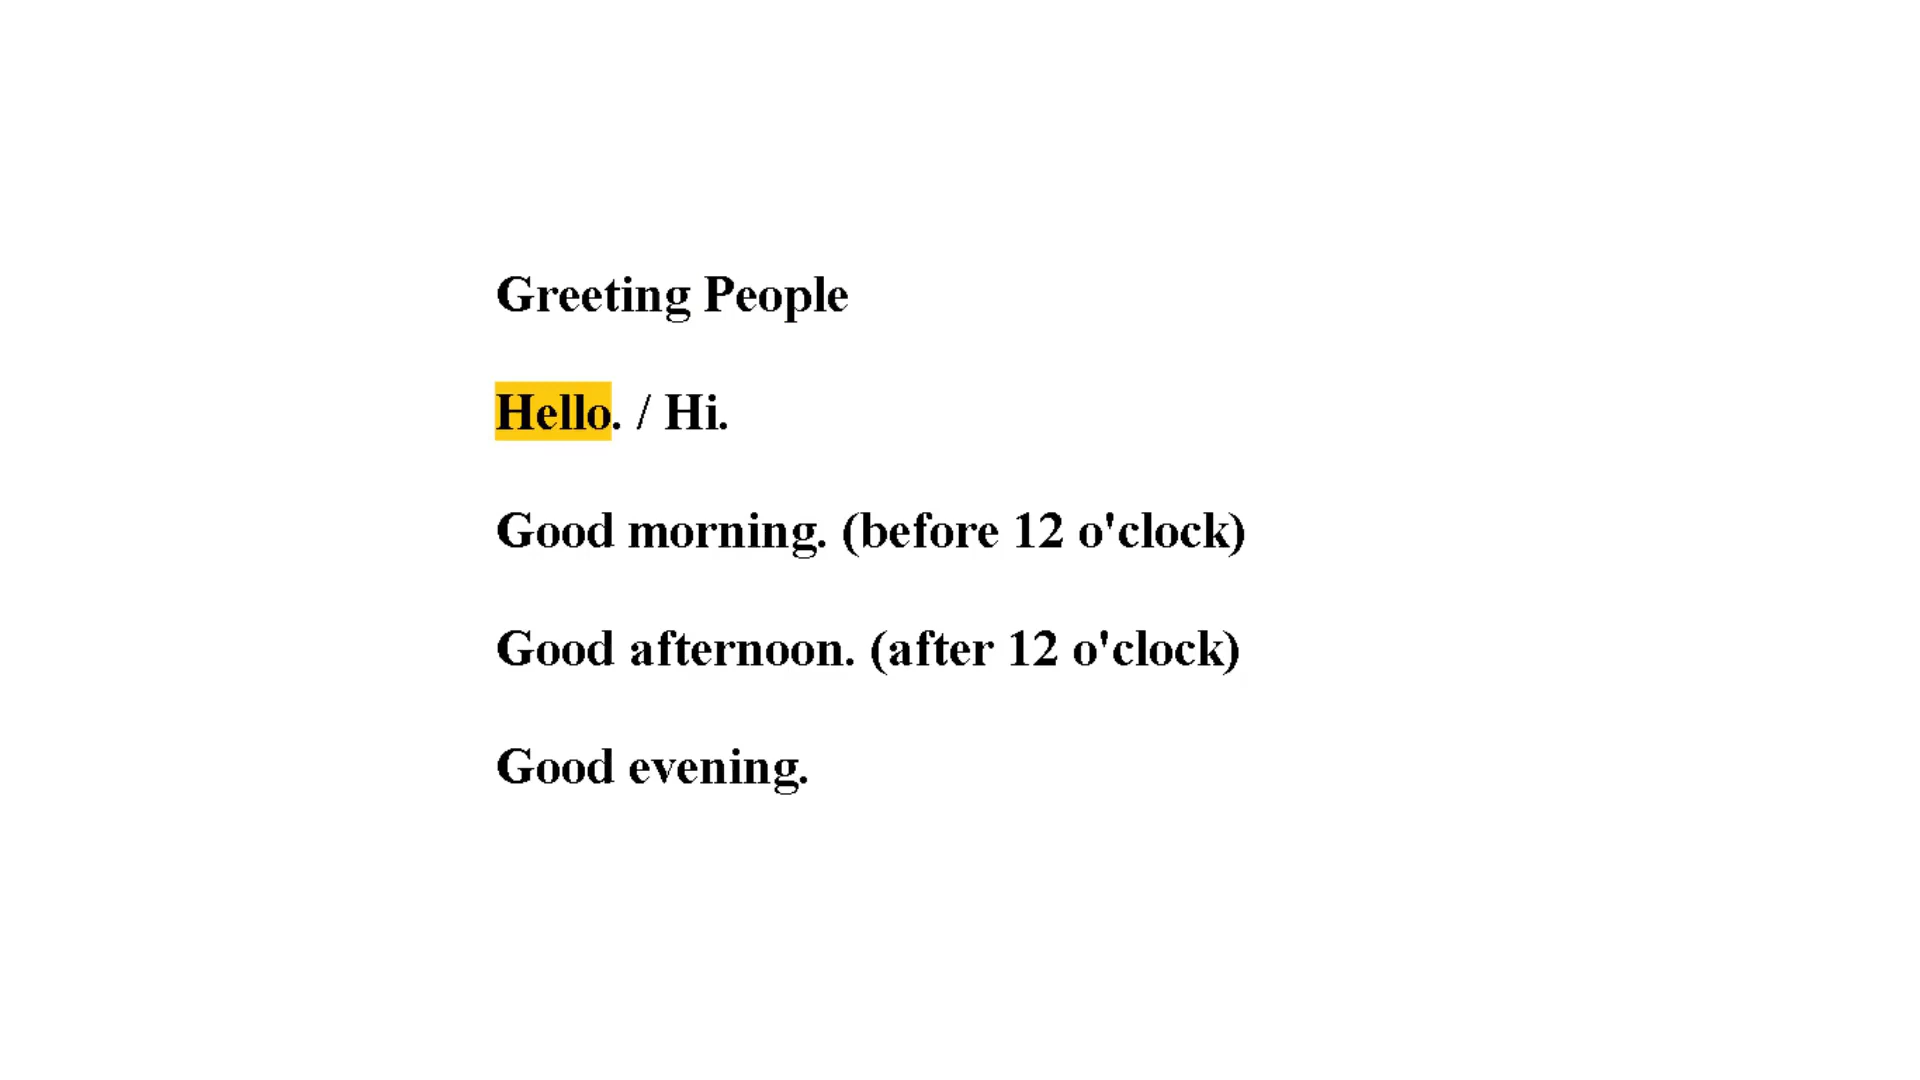 Greeting People
Hello. / Hi.
Good morning. (before 12 o'clock)
Good afternoon. (after 12 o'clock)
Good evening.